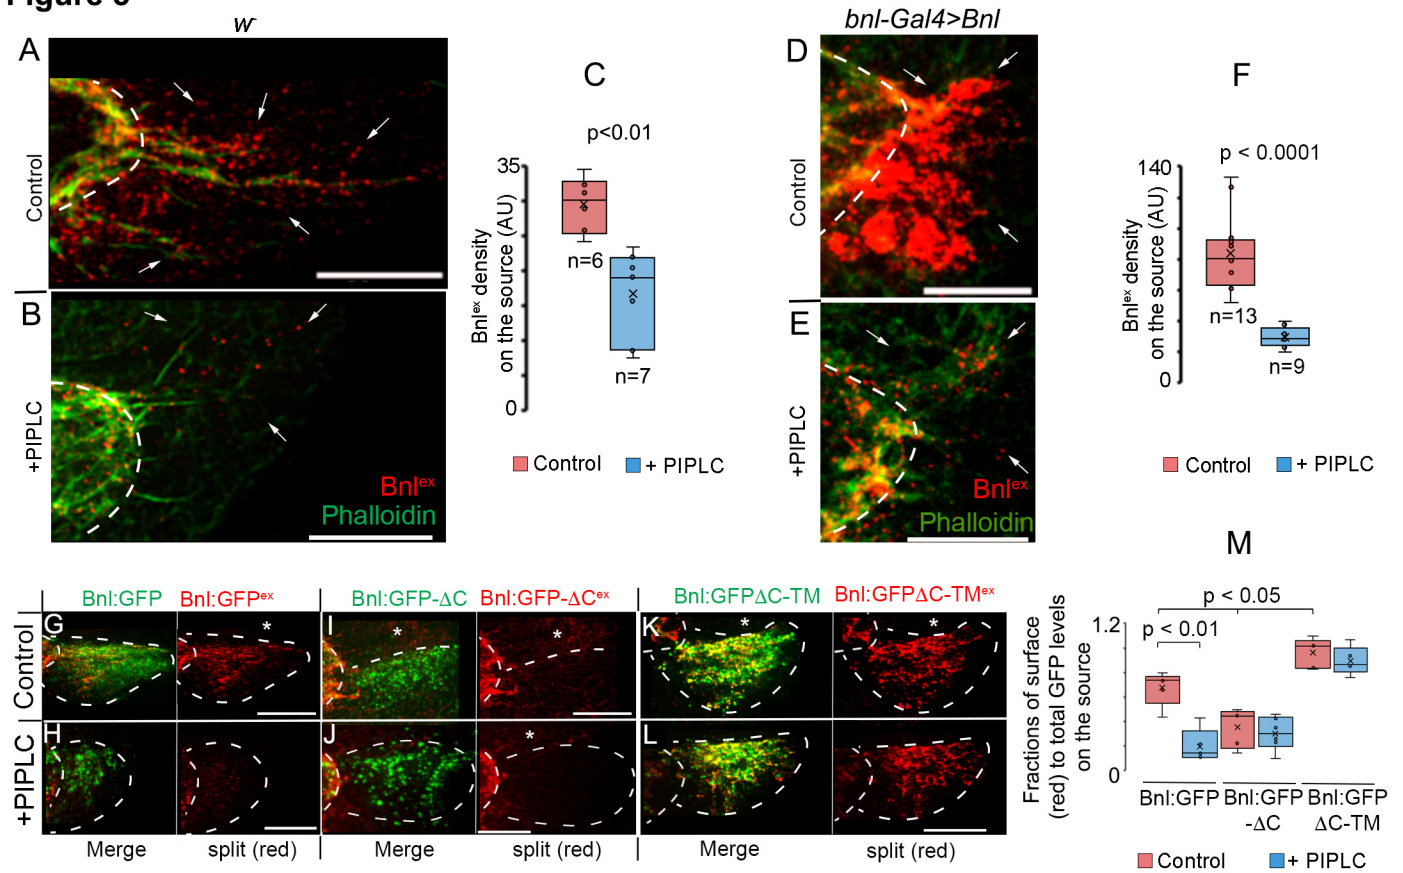 Figure 6
w-
A
Control
B
+PIPLC
Bnlex
Phalloidin
C
p<0.01
35
0
Bnlex density
on the source (AU)
n=6
n=7
Control
+ PIPLC
bnl-Gal4>Bnl
D
Control
E
+PIPLC
Bnlex
Phalloidin
F
p < 0.0001
140
0
Bnlex density
on the source (AU)
n=13
n=9
Control
+ PIPLC
Bnl:GFP
Bnl:GFPex
Bnl:GFP-ΔC
Bnl:GFP-ΔCex
Bnl:GFPΔC-TM
Bnl:GFPΔC-TMex
Control
G
*
I
*
*
K
*
*
+PIPLC
H
J
*
L
Merge
split (red)
Merge
split (red)
Merge
split (red)
M
p < 0.05
p < 0.01
1.2
0
Fractions of surface
(red) to total GFP levels
on the source
Bnl:GFP
Bnl:GFP
-ΔC
Bnl:GFP
ΔC-TM
Control
+ PIPLC